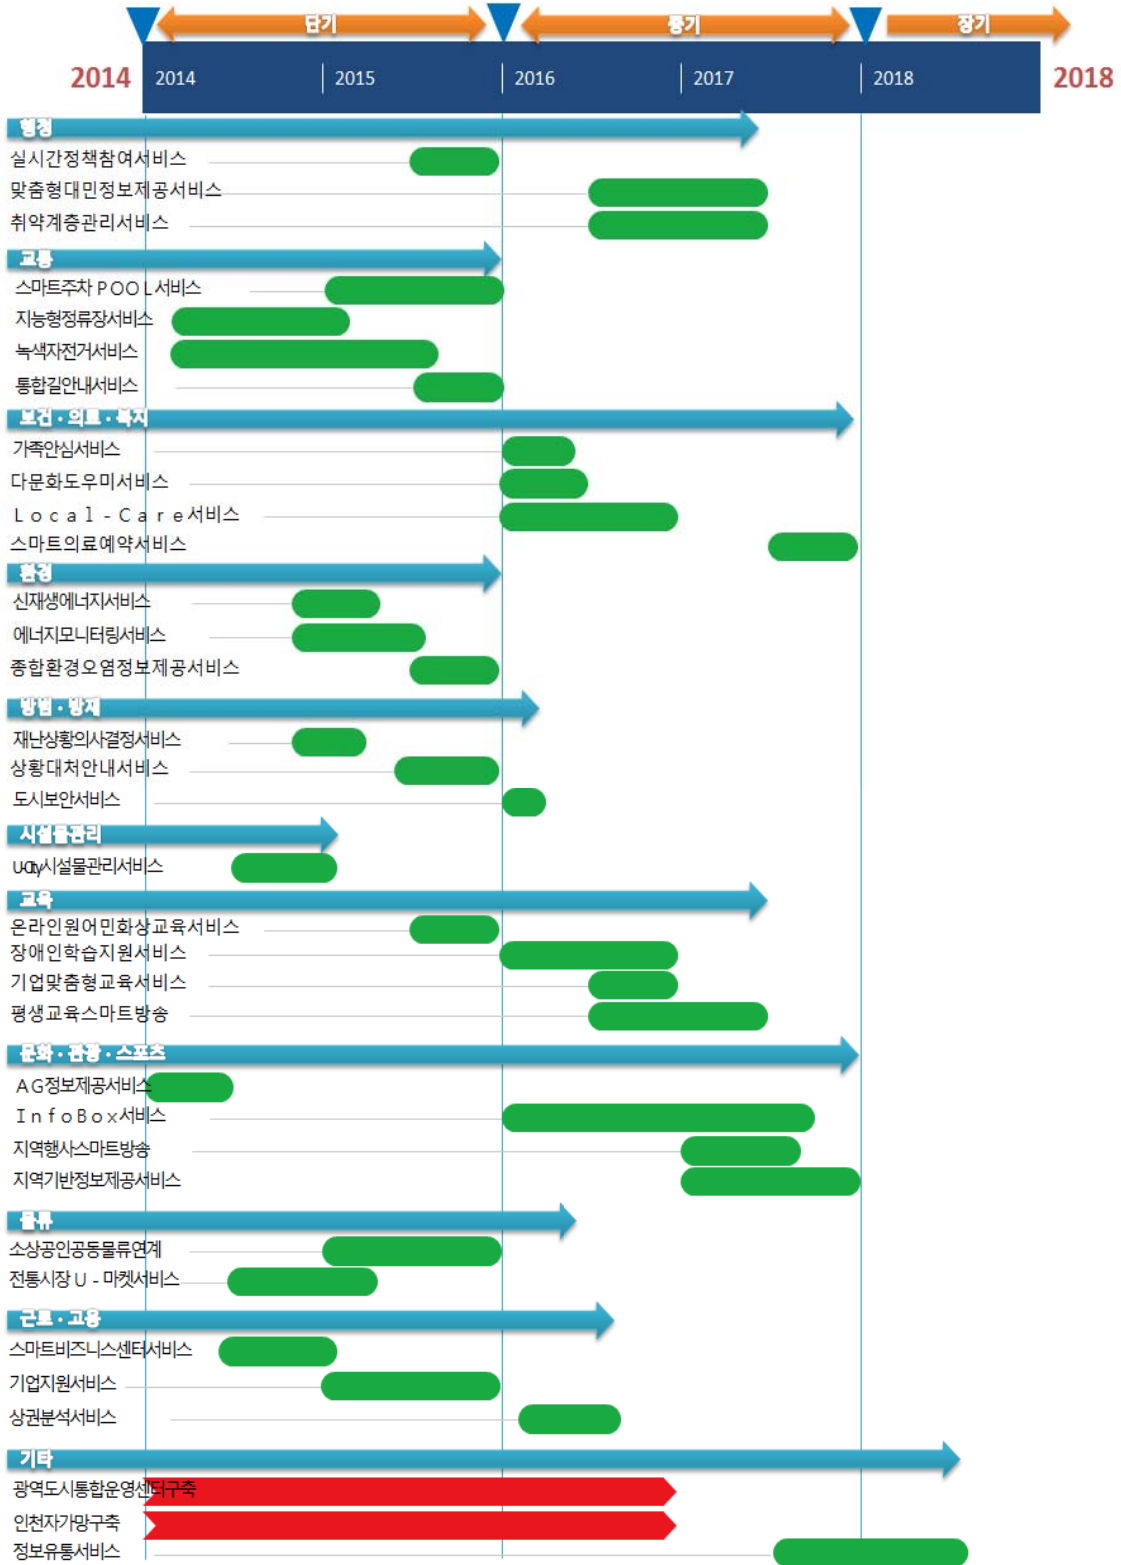 단기 중기 장기
2014 2014 2015 2016 2017 2018 2018
행정
실시간정책참여서비스
맞춤형대민정보제공서비스
취약계층관리서비스
교통
스마트주차 POOL서비스
지능형정류장서비스
녹색자전거서비스
통합길안내서비스
보건·의료·복지
가족안심서비스
다문화도우미서비스
Local-Care서비스
스마트의료예약서비스
환경
신재생에너지서비스
에너지모니터링서비스
종합환경오염정보제공서비스
방범·방재
재난상황의사결정서비스
상황대처안내서비스
도시보안서비스
시설물관리
U-City시설물관리서비스
교육
온라인원어민화상교육서비스
장애인학습지원서비스
기업맞춤형교육서비스
평생교육스마트방송
문화·관광·스포츠
AG정보제공서비스
InfoBox서비스
지역행사스마트방송
지역기반정보제공서비스
물류
소상공인공동물류연계
전통시장 U-마켓서비스
근로·고용
스마트비즈니스센터서비스
기업지원서비스
상권분석서비스
기타
광역도시통합운영센터구축
인천자가망구축
정보유통서비스